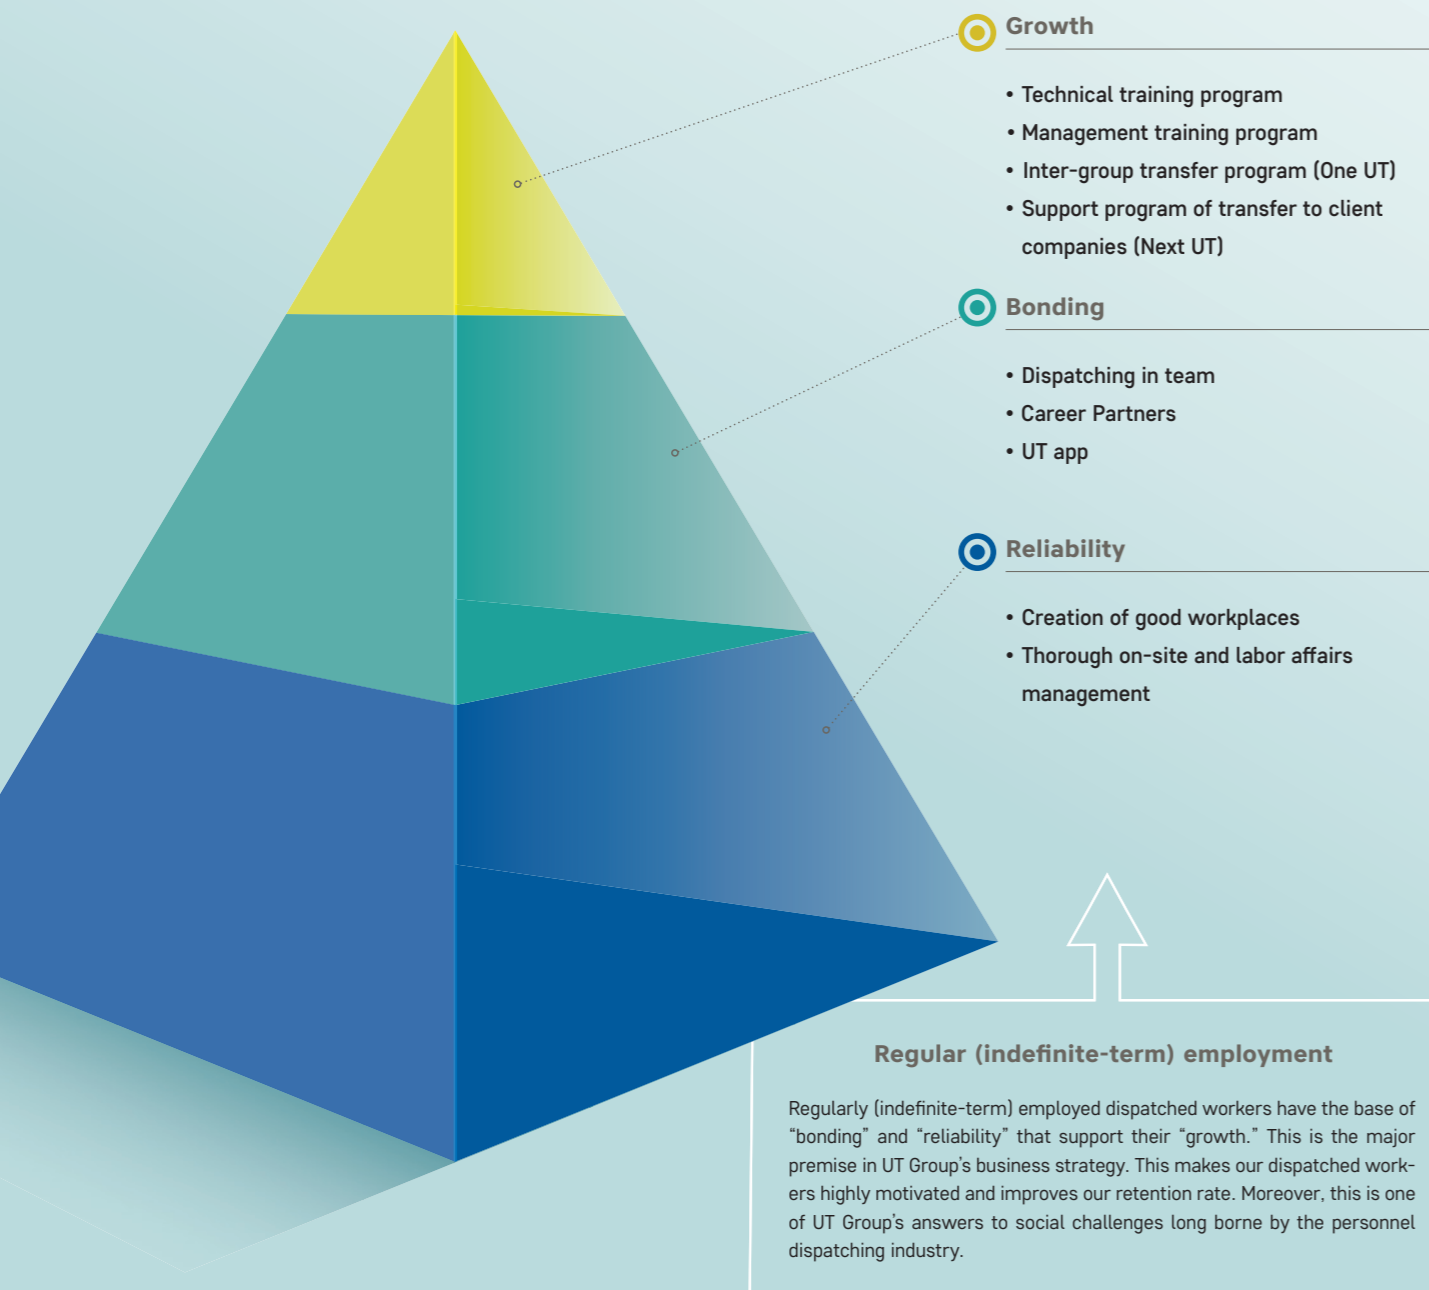 Growth
• Technical training program
• Management training program
• Inter-group transfer program (One UT)
• Support program of transfer to client
companies (Next UT)
Bonding
• Dispatching in team
• Career Partners
• UT app
Reliability
• Creation of good workplaces
• Thorough on-site and labor affairs
management
Regular (indefinite-term) employment
Regularly (indefinite-term) employed dispatched workers have the base of
“bonding” and “reliability” that support their “growth.” This is the major
premise in UT Group’s business strategy. This makes our dispatched work-
ers highly motivated and improves our retention rate. Moreover, this is one
of UT Group’s answers to social challenges long borne by the personnel
dispatching industry.